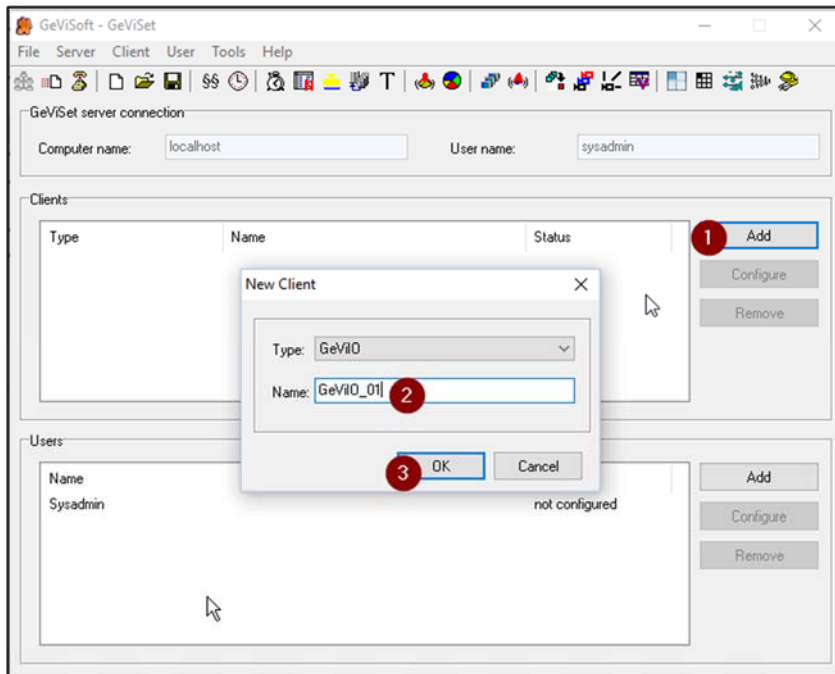 GeViSoft - GeViSet
File Server Client User Tools Help
§§ T
GeViSet server connection
Computer name: localhost User name: sysadmin
Clients
Type Name Status
1 Add
Configure
Remove
New Client
Type: GeViIO
Name: GeViIO_01 2
3 OK Cancel
Users
Name
Sysadmin not configured
Add
Configure
Remove